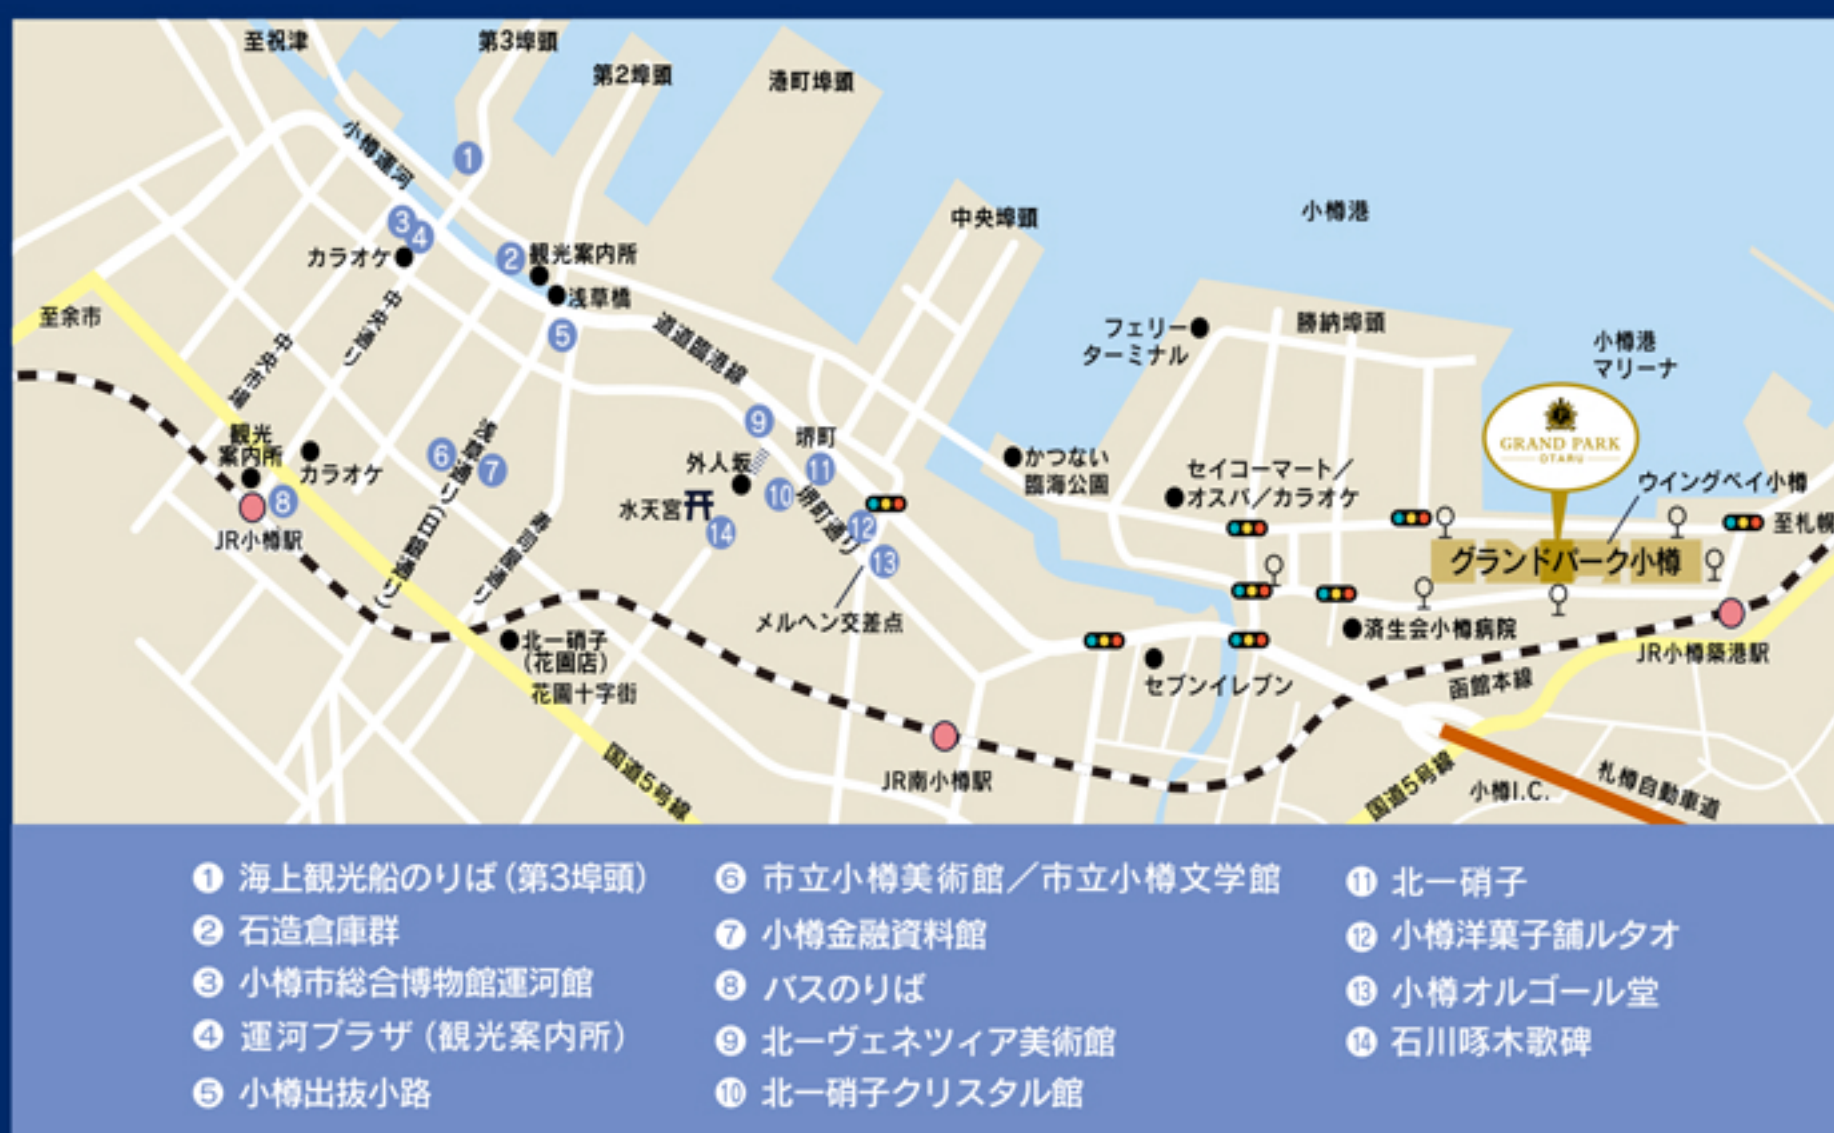 至祝津
第3埠頭
第2埠頭
港町埠頭
小樽運河
1
中央埠頭
小樽港
3
4
カラオケ
2
観光案内所
浅草橋
至余市
中央通り
中央市場
5
道道臨港線
フェリー
ターミナル
勝納埠頭
小樽港
マリーナ
GRAND PARK
OTARU
観光
案内所
カラオケ
8
JR小樽駅
6
7
浅草通り(日銀通り)
寿司屋通り
9
堺町
11
外人坂
10
水天宮
14
堺町通り
12
13
メルヘン交差点
かつない
臨海公園
セイコーマート／
オスパ／カラオケ
ウイングベイ小樽
至札幌
グランドパーク小樽
北一硝子
(花園店)
花園十字街
済生会小樽病院
JR小樽築港駅
セブンイレブン
函館本線
JR南小樽駅
国道5号線
国道5号線
小樽I.C.
札樽自動車道
1 海上観光船のりば(第3埠頭)
2 石造倉庫群
3 小樽市総合博物館運河館
4 運河プラザ(観光案内所)
5 小樽出抜小路
6 市立小樽美術館／市立小樽文学館
7 小樽金融資料館
8 バスのりば
9 北一ヴェネツィア美術館
10 北一硝子クリスタル館
11 北一硝子
12 小樽洋菓子舗ルタオ
13 小樽オルゴール堂
14 石川啄木歌碑